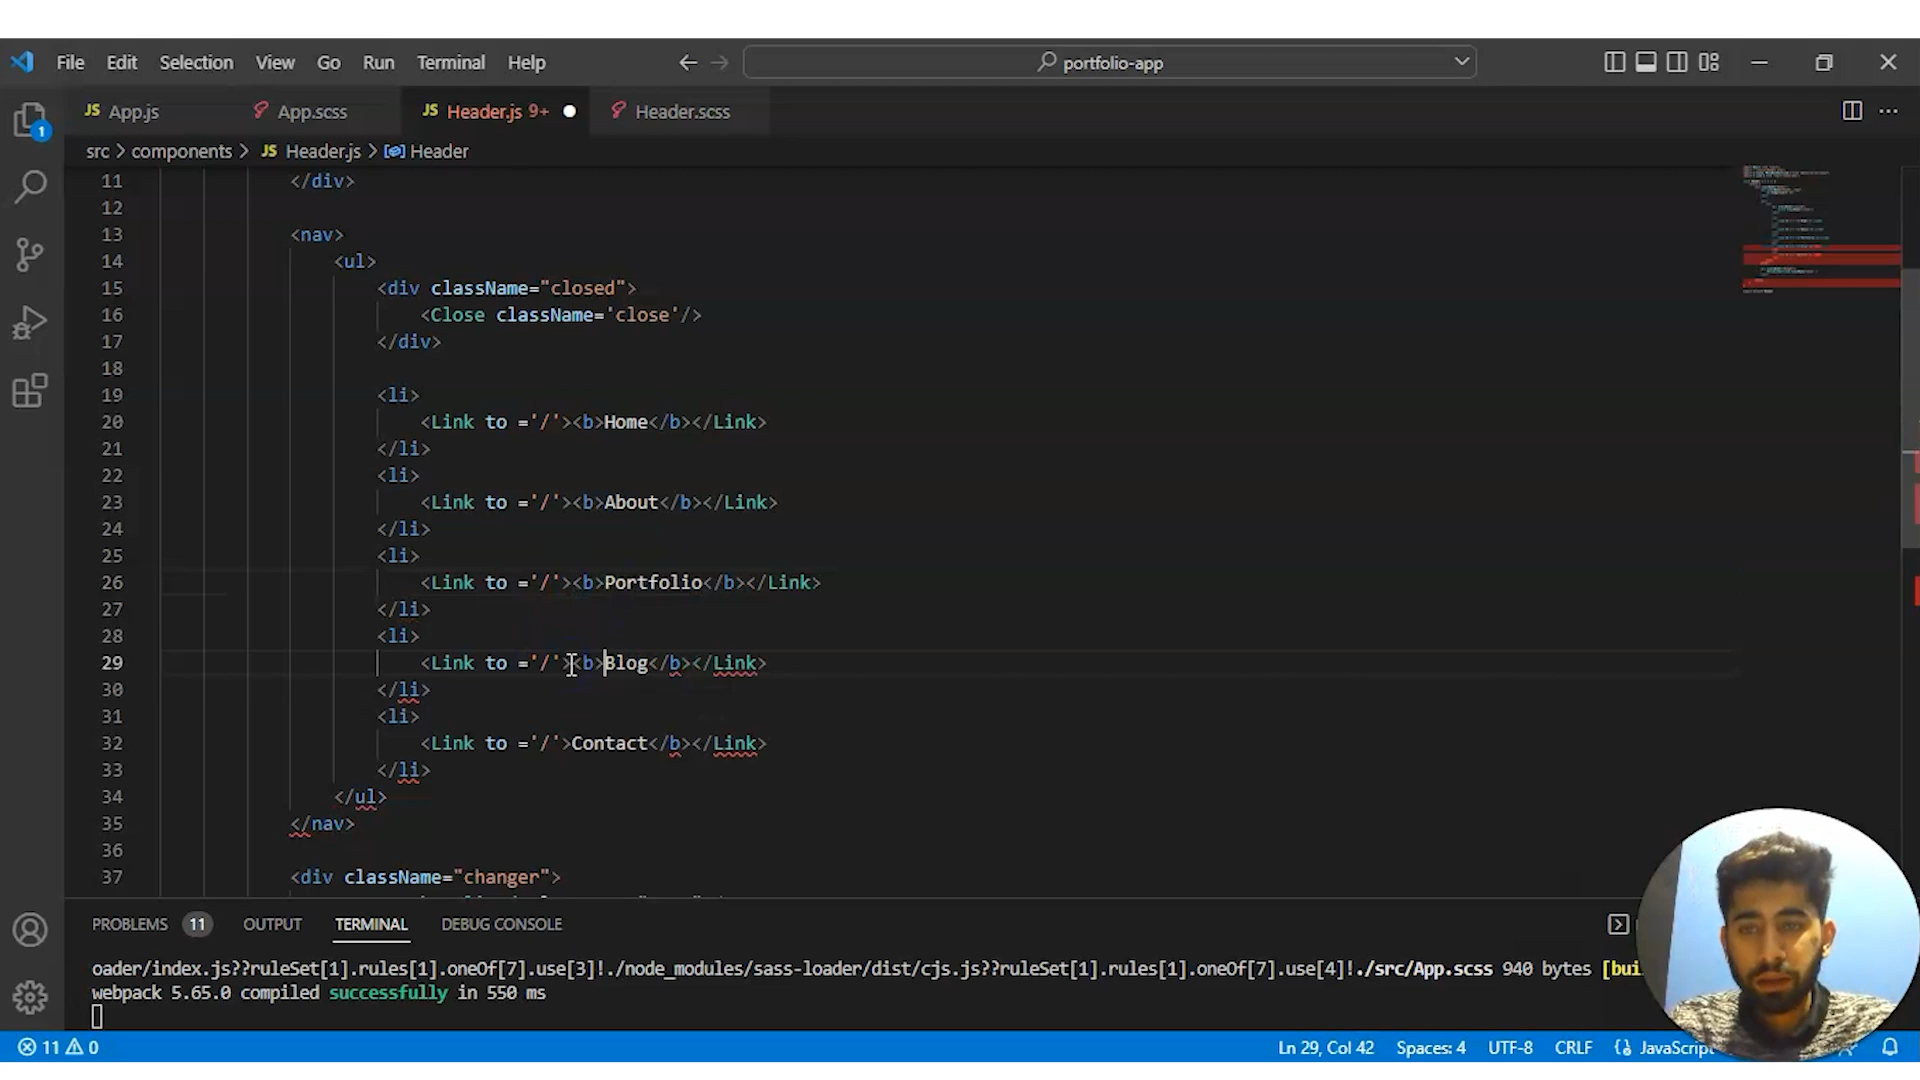 File Edit Selection View Go Run Terminal Help portfolio-app
JS App.js App.scss JS Header.js 9+ Header.scss
src > components > JS Header.js > Header
11 </div>
12
13 <nav>
14 <ul>
15 <div className="closed">
16 <Close className='close'/>
17 </div>
18
19 <li>
20 <Link to ='/'><b>Home</b></Link>
21 </li>
22 <li>
23 <Link to ='/'><b>About</b></Link>
24 </li>
25 <li>
26 <Link to ='/'><b>Portfolio</b></Link>
27 </li>
28 <li>
29 <Link to ='/'><b>Blog</b></Link>
30 </li>
31 <li>
32 <Link to ='/'>Contact</b></Link>
33 </li>
34 </ul>
35 </nav>
36
37 <div className="changer">
PROBLEMS 11 OUTPUT TERMINAL DEBUG CONSOLE
oader/index.js??ruleSet[1].rules[1].oneOf[7].use[3]!./node_modules/sass-loader/dist/cjs.js??ruleSet[1].rules[1].oneOf[7].use[4]!./src/App.scss 940 bytes [bui
webpack 5.65.0 compiled successfully in 550 ms
11 0 Ln 29, Col 42 Spaces: 4 UTF-8 CRLF JavaScript
1